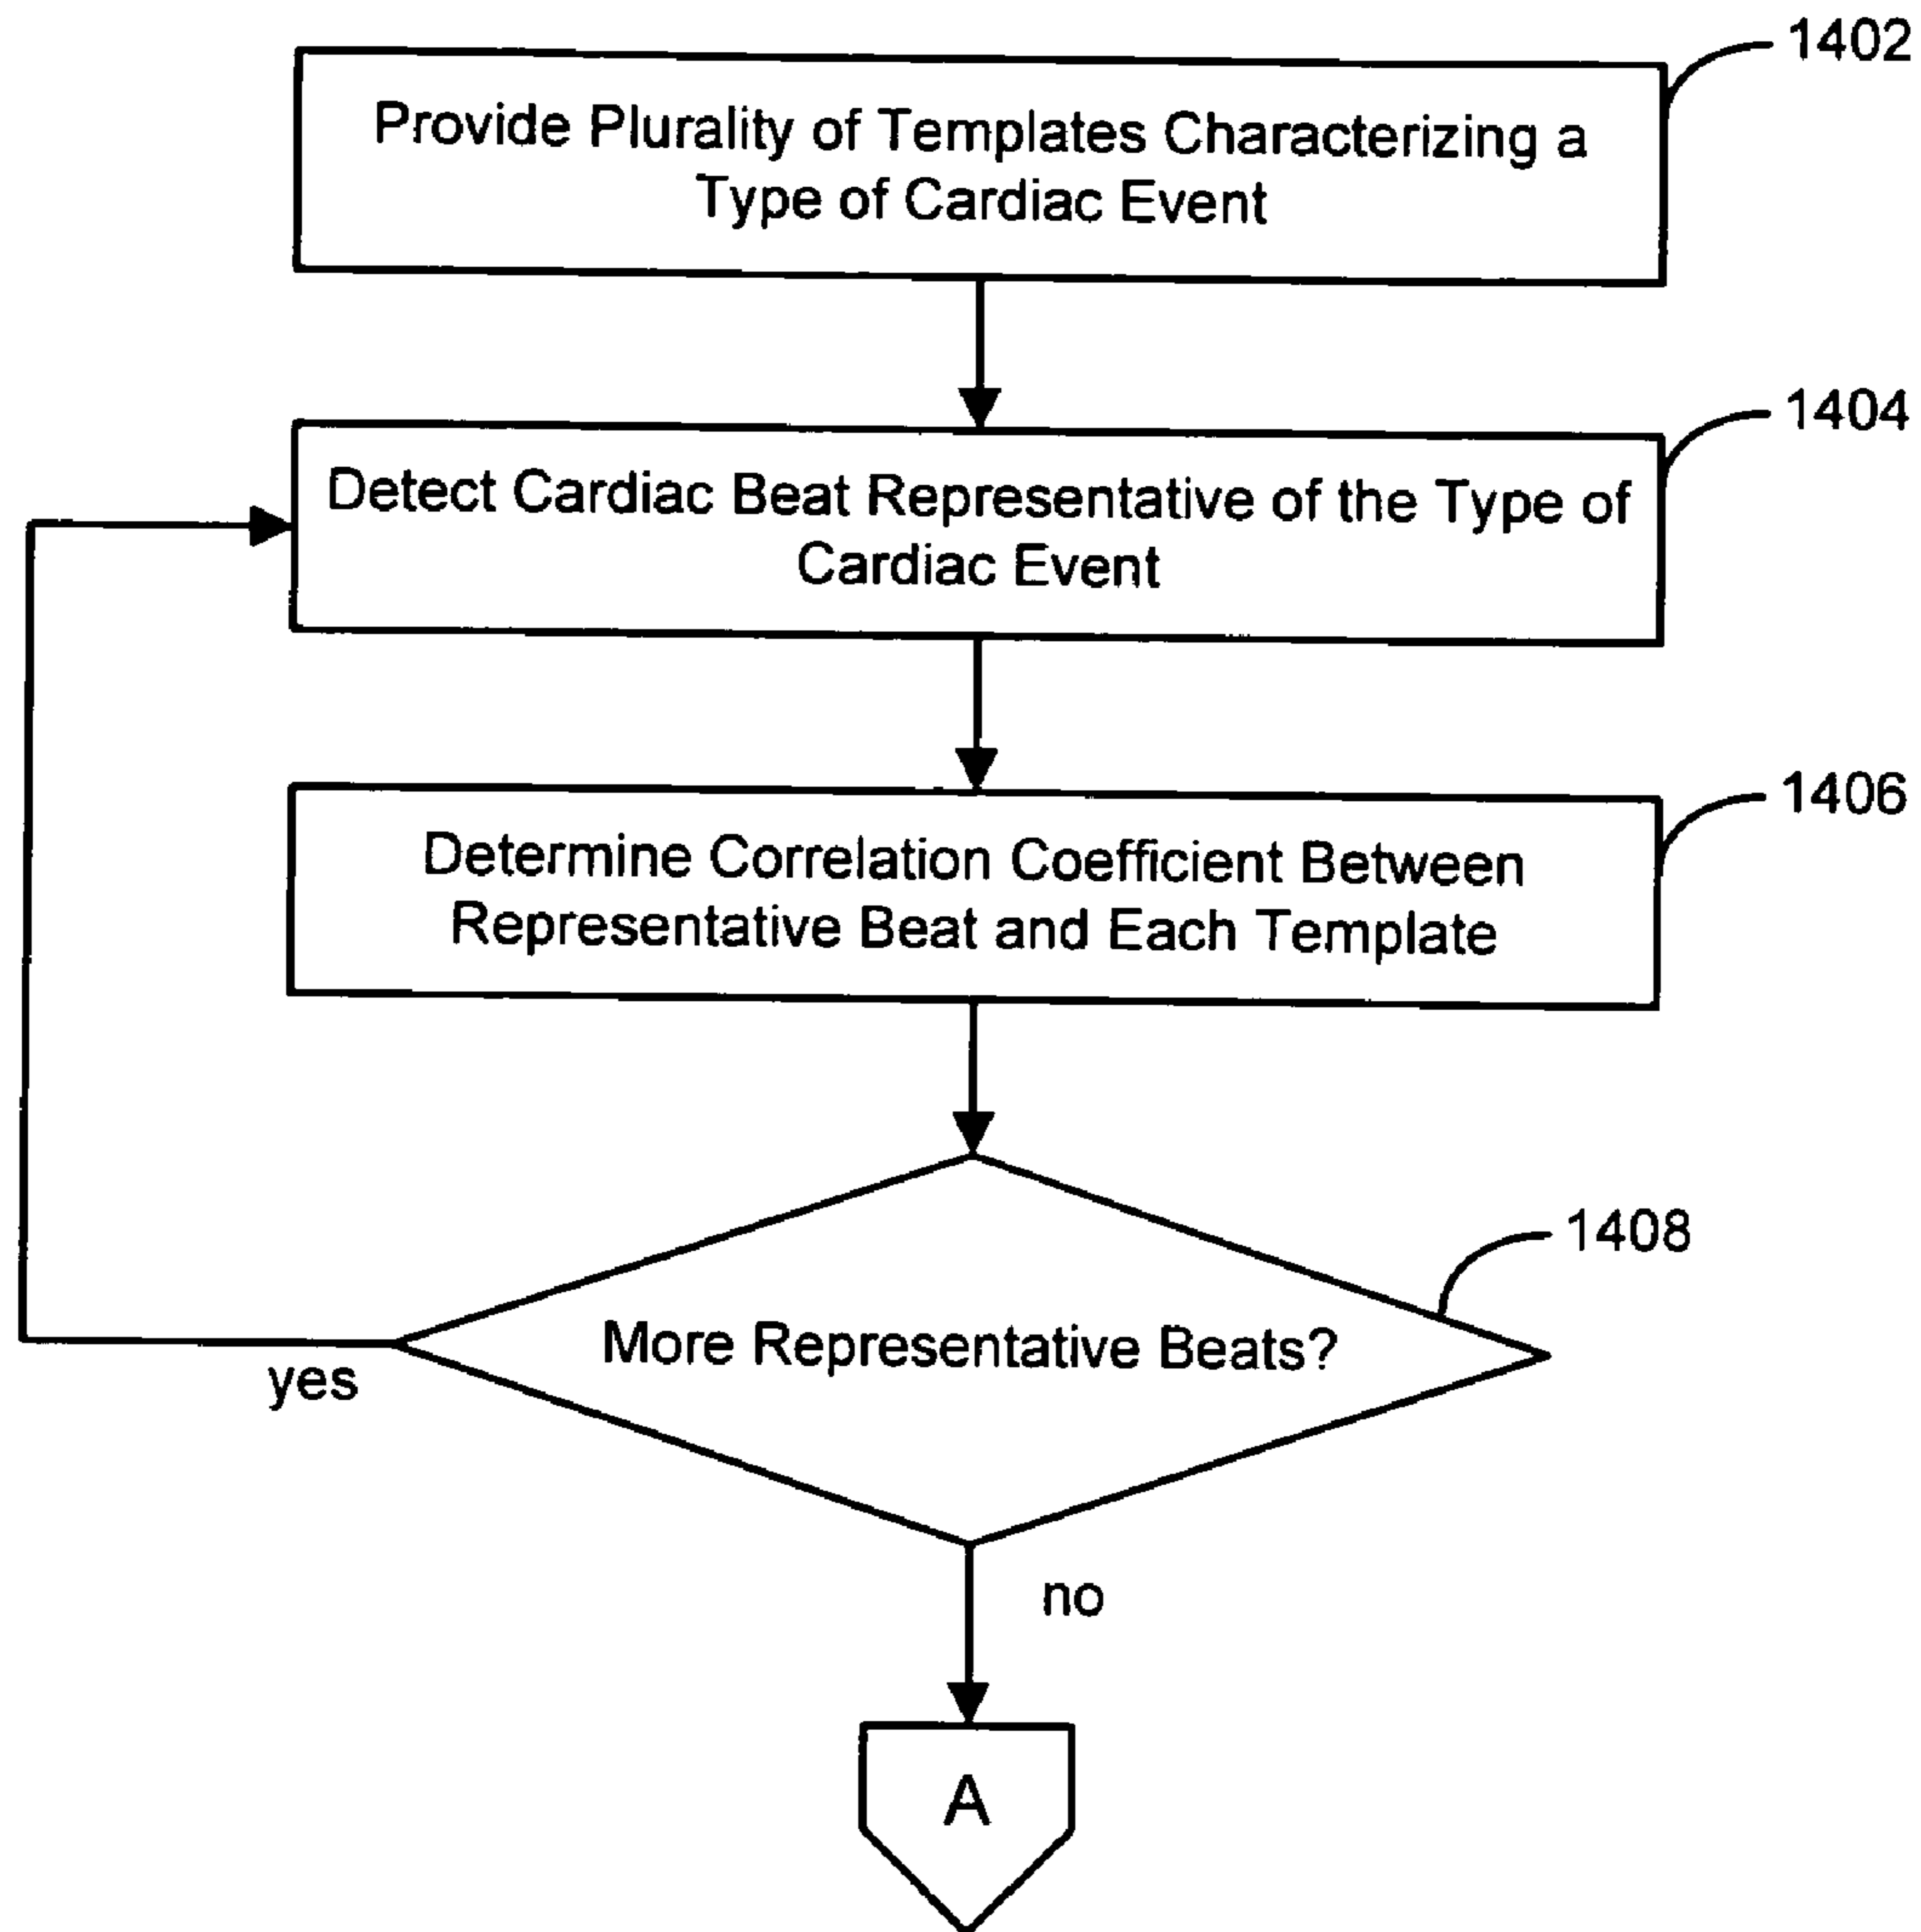 1402
Provide Plurality of Templates Characterizing a
Type of Cardiac Event
1404
Detect Cardiac Beat Representative of the Type of
Cardiac Event
1406
Determine Correlation Coefficient Between
Representative Beat and Each Template
1408
More Representative Beats?
yes
no
A